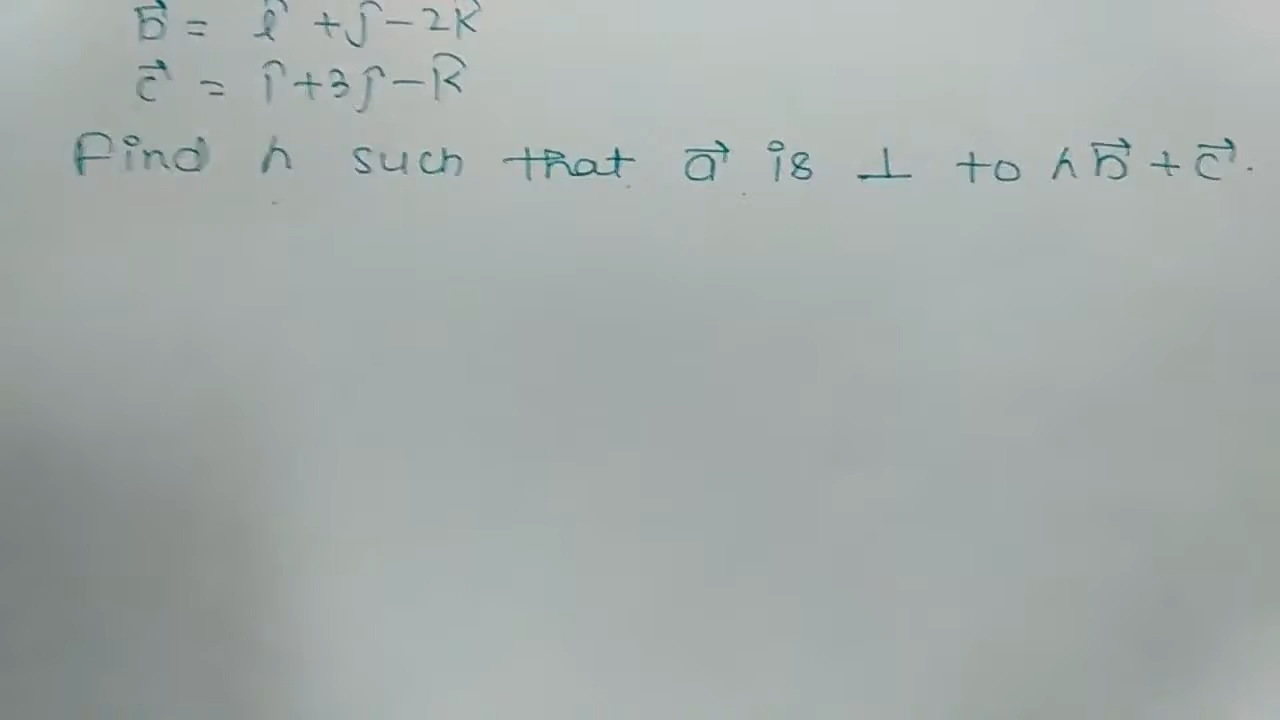 b⃗ = î + ĵ - 2k̂
c⃗ = î + 3ĵ - k̂
Find λ such that a⃗ is ⊥ to λb⃗ + c⃗.